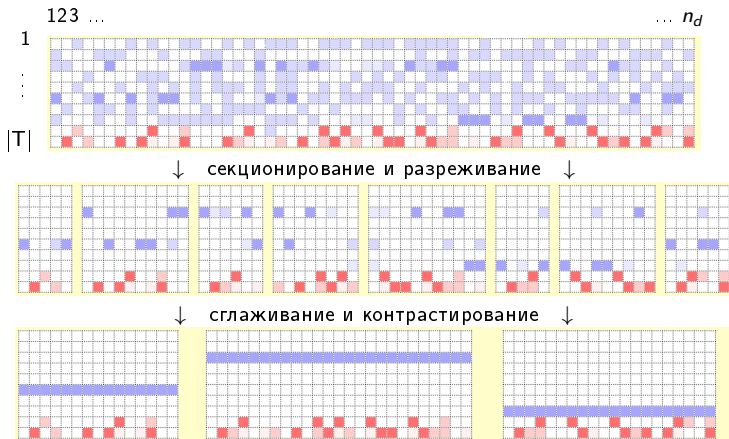 123 ... ... n_d
1
⋮
|T|
↓ секционирование и разреживание ↓
↓ сглаживание и контрастирование ↓